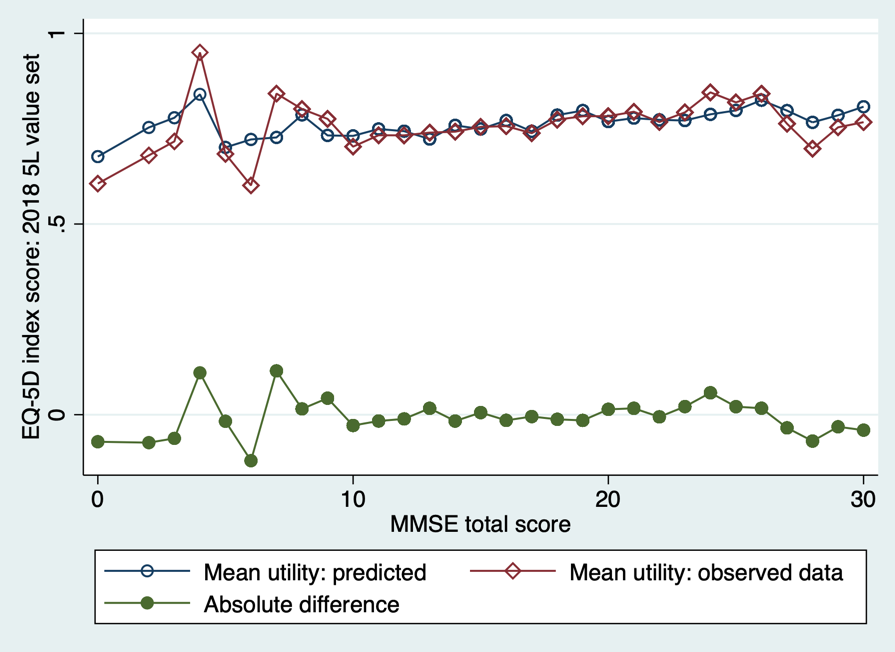 EQ-5D index score: 2018 5L value set
1
.5
0
0 10 20 30
MMSE total score
Mean utility: predicted Mean utility: observed data
Absolute difference